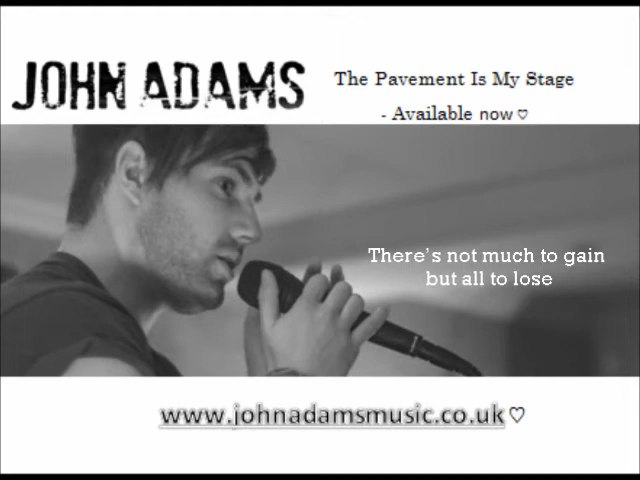 JOHN ADAMS
The Pavement Is My Stage
- Available now ♡
There's not much to gain
but all to lose
www.johnadamsmusic.co.uk ♡